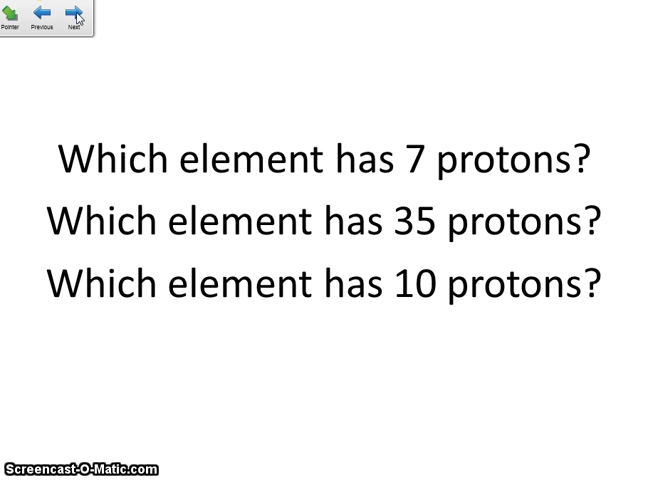 Pointer Previous Next
Which element has 7 protons?
Which element has 35 protons?
Which element has 10 protons?
Screencast-O-Matic.com